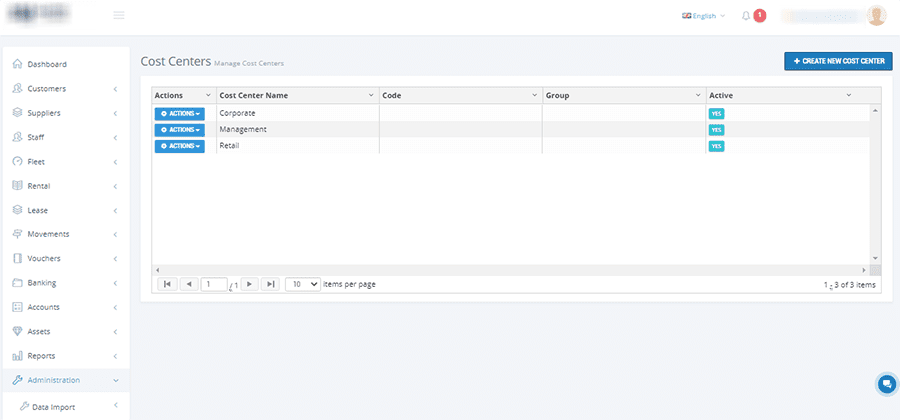 English
1
Dashboard
Customers
Suppliers
Staff
Fleet
Rental
Lease
Movements
Vouchers
Banking
Accounts
Assets
Reports
Administration
Data Import
Cost Centers Manage Cost Centers
+ CREATE NEW COST CENTER
Actions Cost Center Name Code Group Active
ACTIONS Corporate YES
ACTIONS Management YES
ACTIONS Retail YES
1 / 1 10 items per page 1 - 3 of 3 items